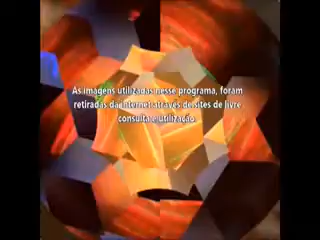 As imagens utilizadas nesse programa, foram
retiradas da internet através de sites de livre
consulta e utilização